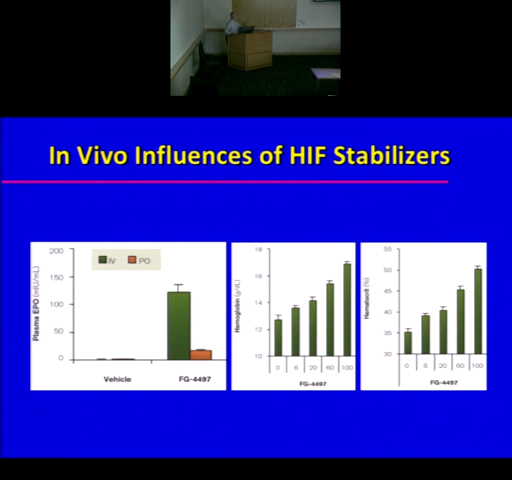 In Vivo Influences of HIF Stabilizers
Plasma EPO (mIU/mL)
200
150
100
50
0
IV
PO
Vehicle
FG-4497
Hemoglobin (g/dL)
18
16
14
12
10
0
6
20
60
100
FG-4497
Hematocrit (%)
55
50
45
40
35
30
0
6
20
60
100
FG-4497